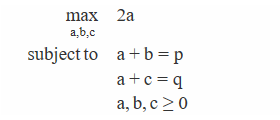 max 2a
a,b,c
subject to a + b = p
a + c = q
a, b, c ≥ 0